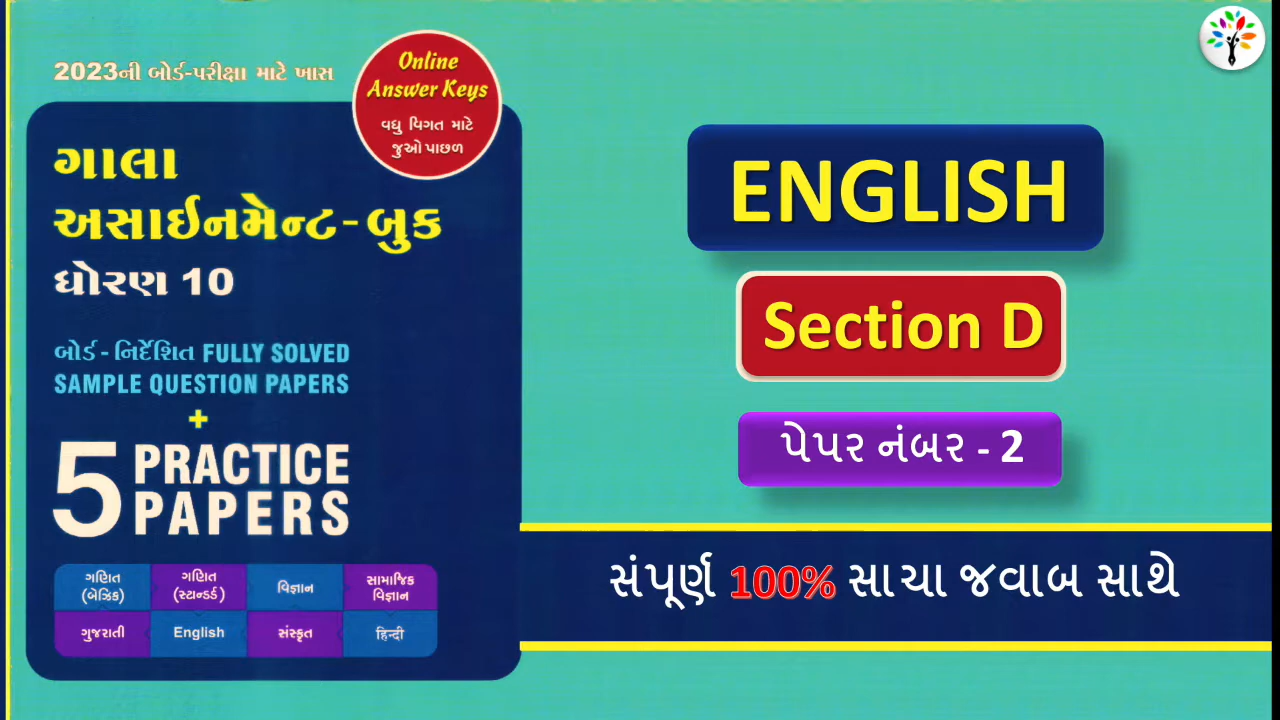 2023ની બોર્ડ-પરીક્ષા માટે ખાસ
Online
Answer Keys
વધુ વિગત માટે
જુઓ પાછળ
ગાલા
અસાઇનમેન્ટ-બુક
ધોરણ 10
બોર્ડ-નિર્દેશિત FULLY SOLVED
SAMPLE QUESTION PAPERS
+
5 PRACTICE
PAPERS
ગણિત
(બેઝિક)
ગણિત
(સ્ટાન્ડર્ડ)
વિજ્ઞાન
સામાજિક
વિજ્ઞાન
ગુજરાતી
English
સંસ્કૃત
हिन्दी
ENGLISH
Section D
પેપર નંબર - 2
સંપૂર્ણ 100% સાચા જવાબ સાથે